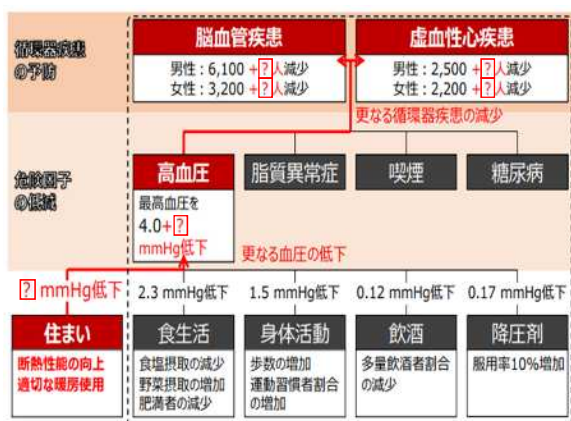 循環器疾患
の予防
脳血管疾患
男性：6,100 +?人減少
女性：3,200 +?人減少
虚血性心疾患
男性：2,500 +?人減少
女性：2,200 +?人減少
更なる循環器疾患の減少
危険因子
の低減
高血圧
最高血圧を
4.0+?
mmHg低下
脂質異常症
喫煙
糖尿病
更なる血圧の低下
? mmHg低下
2.3 mmHg低下
1.5 mmHg低下
0.12 mmHg低下
0.17 mmHg低下
住まい
断熱性能の向上
適切な暖房使用
食生活
食塩摂取の減少
野菜摂取の増加
肥満者の減少
身体活動
歩数の増加
運動習慣者割合
の増加
飲酒
多量飲酒者割合
の減少
降圧剤
服用率10%増加